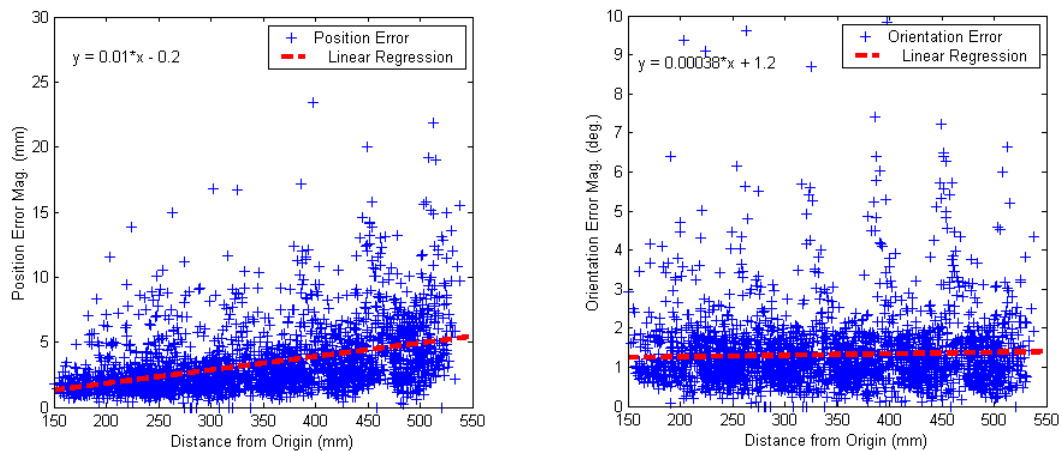 30
25
20
15
10
5
0
Position Error Mag. (mm)
y = 0.01*x - 0.2
Position Error
Linear Regression
150 200 250 300 350 400 450 500 550
Distance from Origin (mm)
10
9
8
7
6
5
4
3
2
1
0
Orientation Error Mag. (deg.)
y = 0.00038*x + 1.2
Orientation Error
Linear Regression
150 200 250 300 350 400 450 500 550
Distance from Origin (mm)